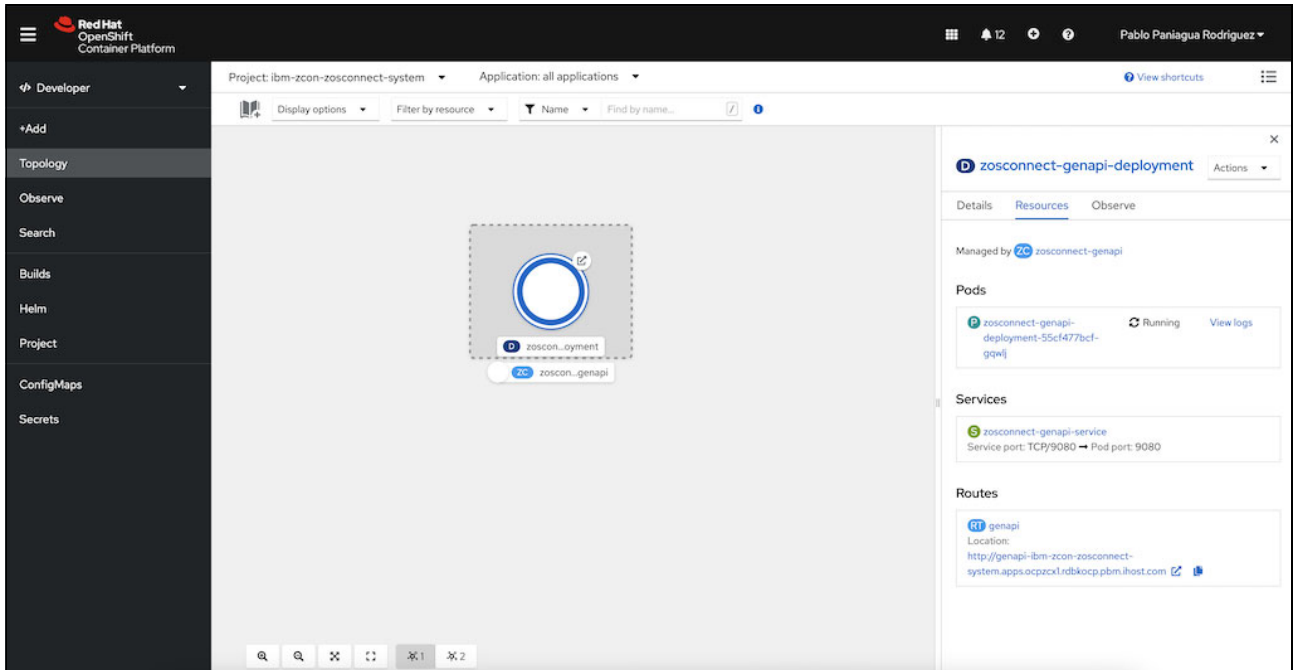 Red Hat
OpenShift
Container Platform
12
Pablo Paniagua Rodriguez
Developer
+Add
Topology
Observe
Search
Builds
Helm
Project
ConfigMaps
Secrets
Project: ibm-zcon-zosconnect-system
Application: all applications
View shortcuts
Display options
Filter by resource
Name
Find by name...
/
D zoscon...oyment
ZC zoscon...genapi
1
2
D zosconnect-genapi-deployment
Actions
Details Resources Observe
Managed by ZC zosconnect-genapi
Pods
P zosconnect-genapi-
deployment-55cf477bcf-
gqwlj
Running
View logs
Services
S zosconnect-genapi-service
Service port: TCP/9080 → Pod port: 9080
Routes
RT genapi
Location:
http://genapi-ibm-zcon-zosconnect-
system.apps.ocpzcx1.rdbkocp.pbm.ihost.com